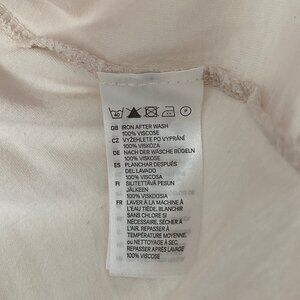 GB IRON AFTER WASH
100% VISCOSE
CZ VYŽEHLETE PO VYPRÁNÍ
100% VISKÓZA
DE NACH DER WÄSCHE BÜGELN
100% VISKOSE
ES PLANCHAR DESPUÉS
DEL LAVADO
100% VISCOSA
FI SILITETTÄVÄ PESUN
JÄLKEEN
100% VISKOOSIA
FR LAVER À LA MACHINE À
L'EAU TIÈDE, BLANCHIR
SANS CHLORE SI
NÉCESSAIRE, SÉCHER À
L'AIR, REPASSER À
TEMPÉRATURE MOYENNE,
ou NETTOYAGE À SEC,
REPASSER APRÈS LAVAGE
100% VISCOSE